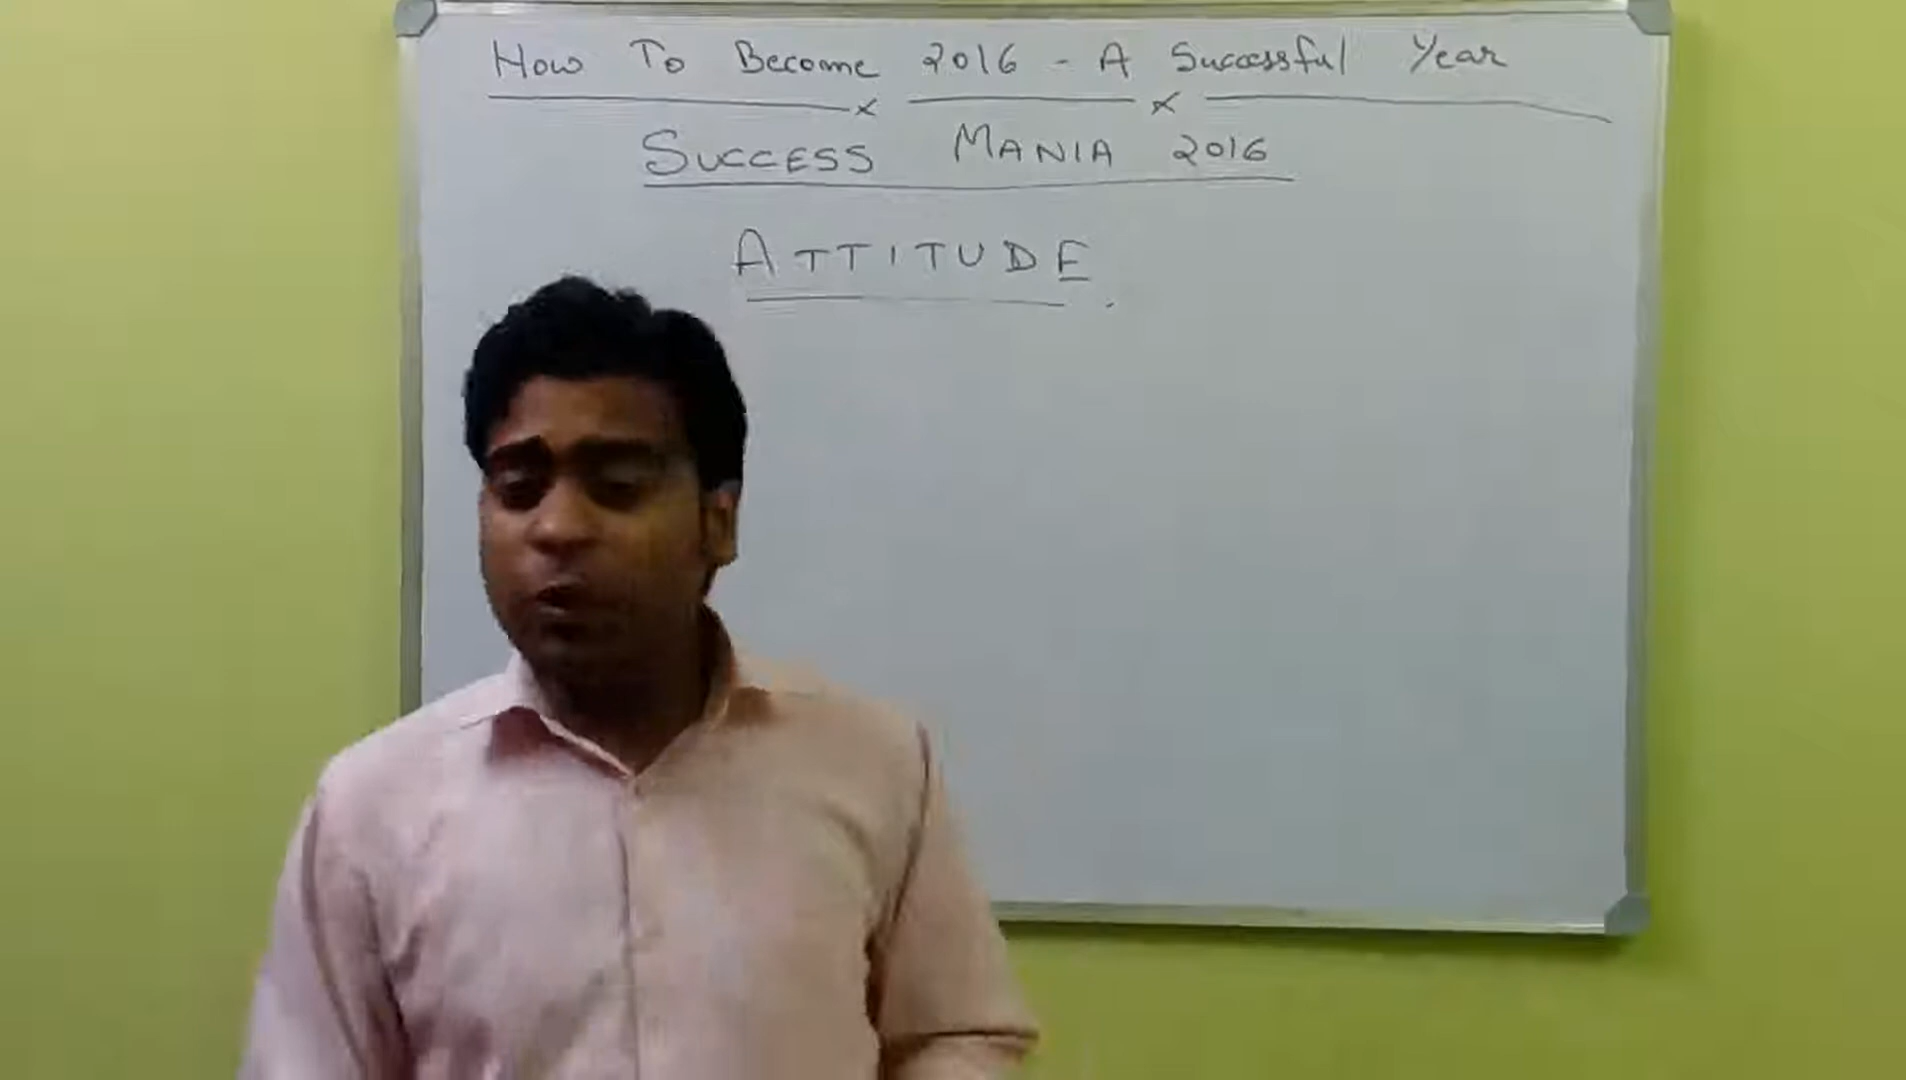 How To Become 2016 - A Successful Year
SUCCESS MANIA 2016
ATTITUDE.